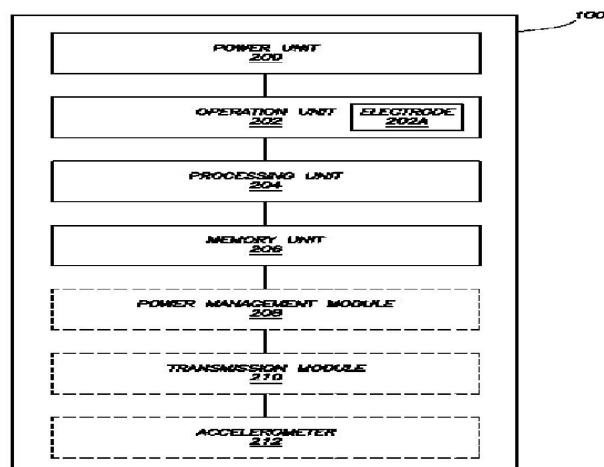 100
POWER UNIT
200
OPERATION UNIT
202
ELECTRODE
202A
PROCESSING UNIT
204
MEMORY UNIT
206
POWER MANAGEMENT MODULE
208
TRANSMISSION MODULE
210
ACCELEROMETER
212